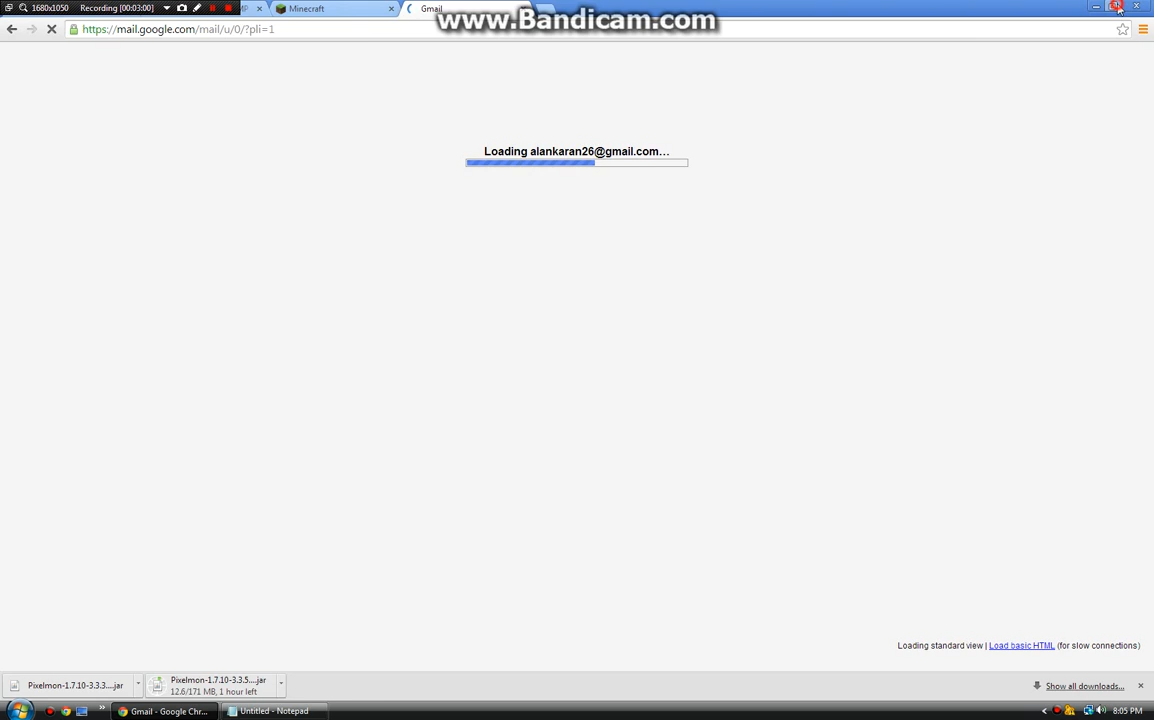 1680x1050 Recording [00:03:00] Minecraft Gmail
www.Bandicam.com
https://mail.google.com/mail/u/0/?pli=1
Loading alankaran26@gmail.com…
Loading standard view | Load basic HTML (for slow connections)
Pixelmon-1.7.10-3.3.3....jar
Pixelmon-1.7.10-3.3.5....jar
12.6/171 MB, 1 hour left
Show all downloads...
Gmail - Google Chr...
Untitled - Notepad
8:05 PM